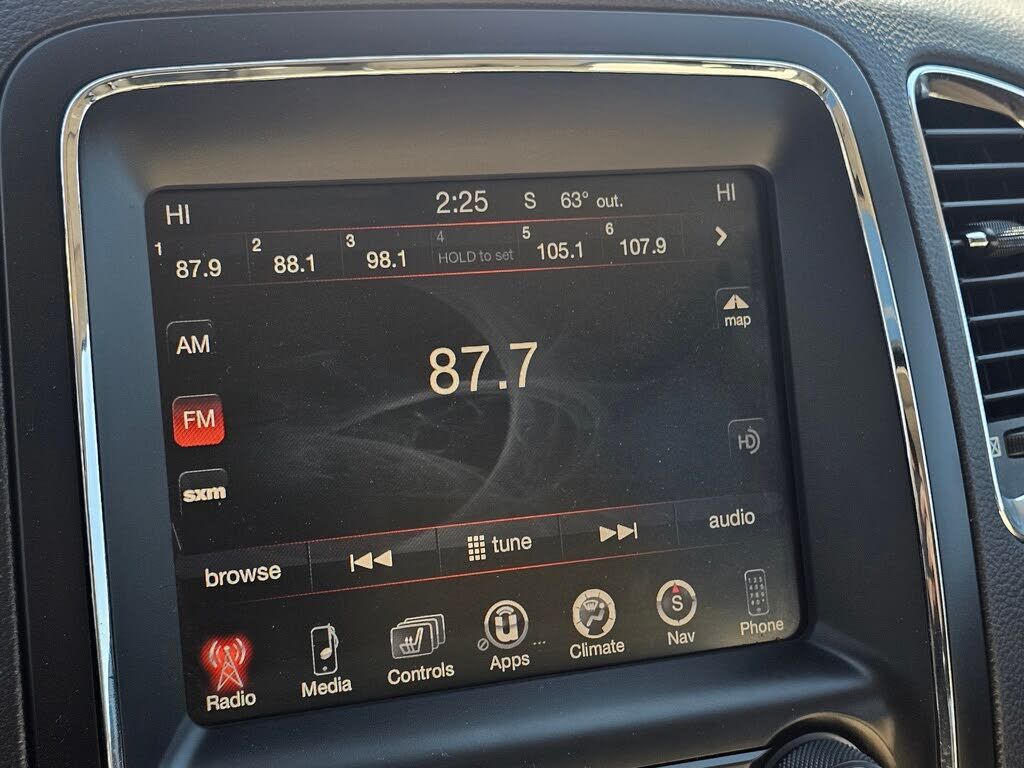 HI 2:25 S 63° out. HI
1 87.9 2 88.1 3 98.1 4 HOLD to set 5 105.1 6 107.9
map
AM
87.7
FM
HD
sxm
browse tune audio
Radio Media Controls Apps Climate S Nav Phone